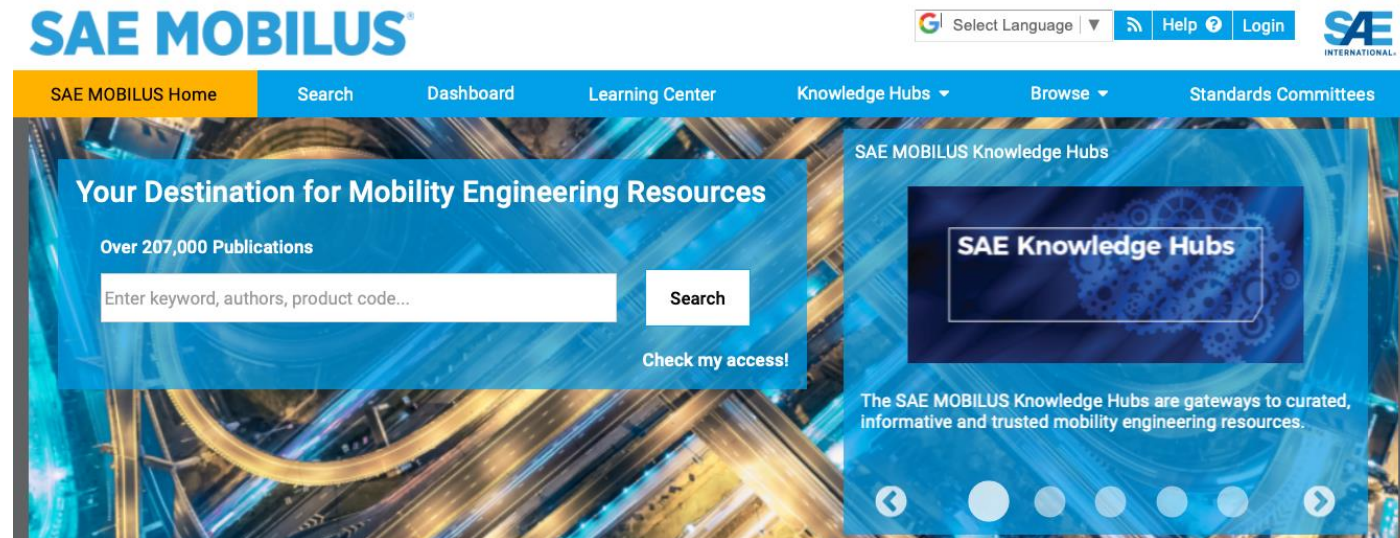 SAE MOBILUS®
Select Language ▼
Help
Login
SAE
INTERNATIONAL®
SAE MOBILUS Home
Search
Dashboard
Learning Center
Knowledge Hubs
Browse
Standards Committees
Your Destination for Mobility Engineering Resources
Over 207,000 Publications
Enter keyword, authors, product code...
Search
Check my access!
SAE MOBILUS Knowledge Hubs
SAE Knowledge Hubs
The SAE MOBILUS Knowledge Hubs are gateways to curated,
informative and trusted mobility engineering resources.